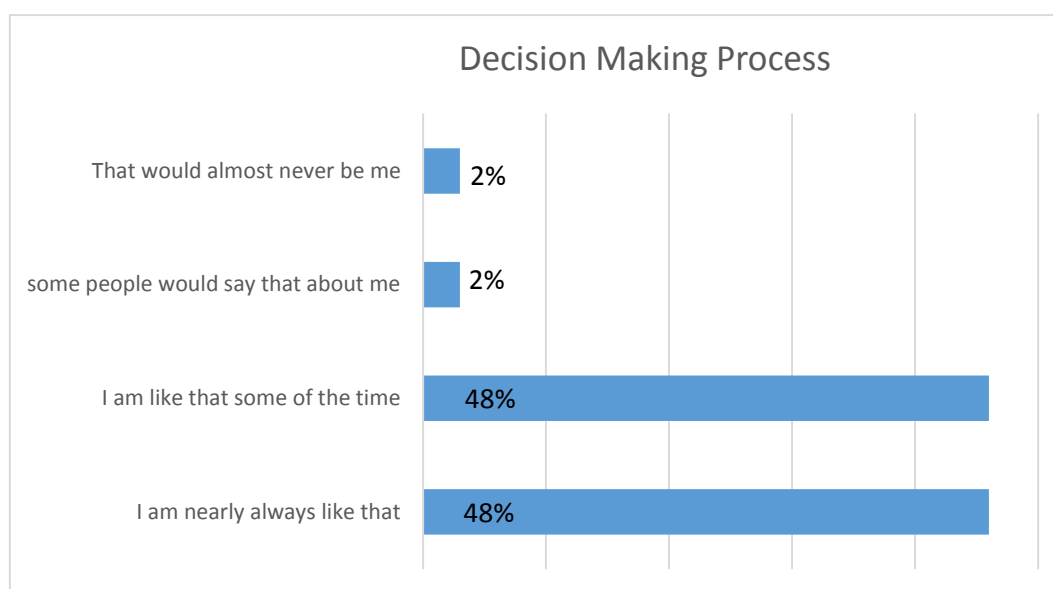 Decision Making Process
That would almost never be me
2%
some people would say that about me
2%
I am like that some of the time
48%
I am nearly always like that
48%